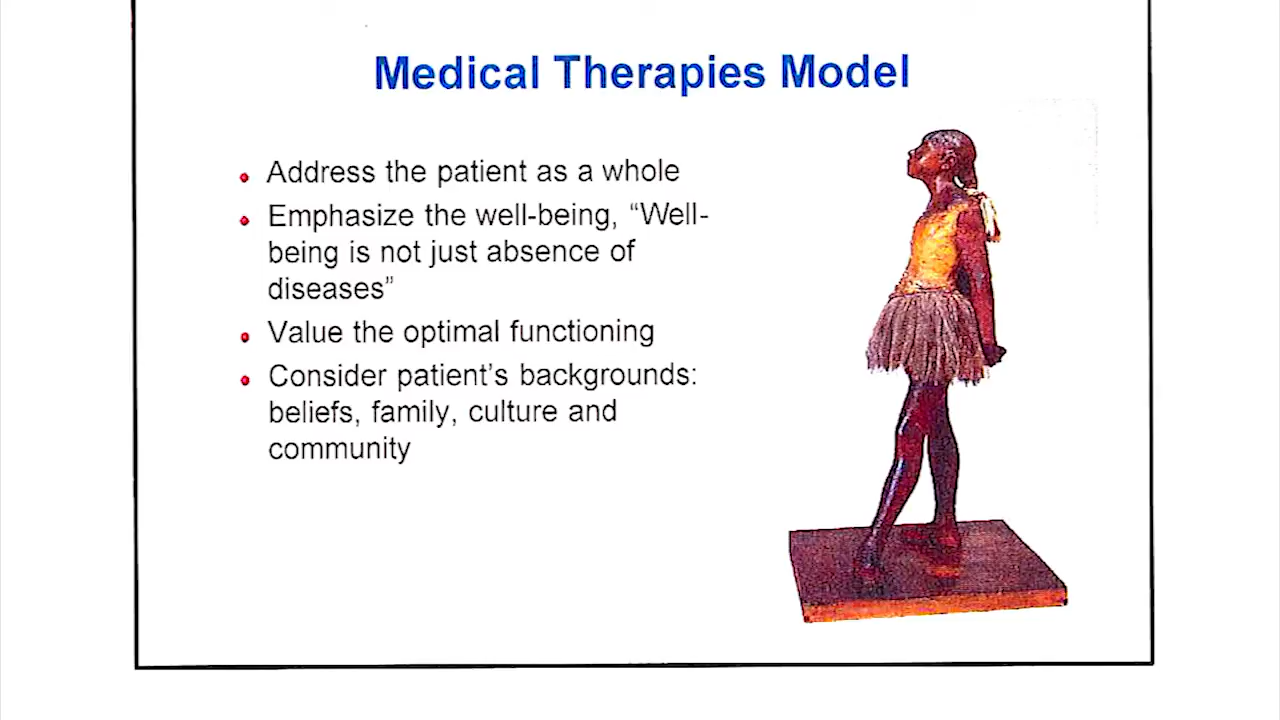 Medical Therapies Model
Address the patient as a whole
Emphasize the well-being, “Well-
being is not just absence of
diseases”
Value the optimal functioning
Consider patient’s backgrounds:
beliefs, family, culture and
community